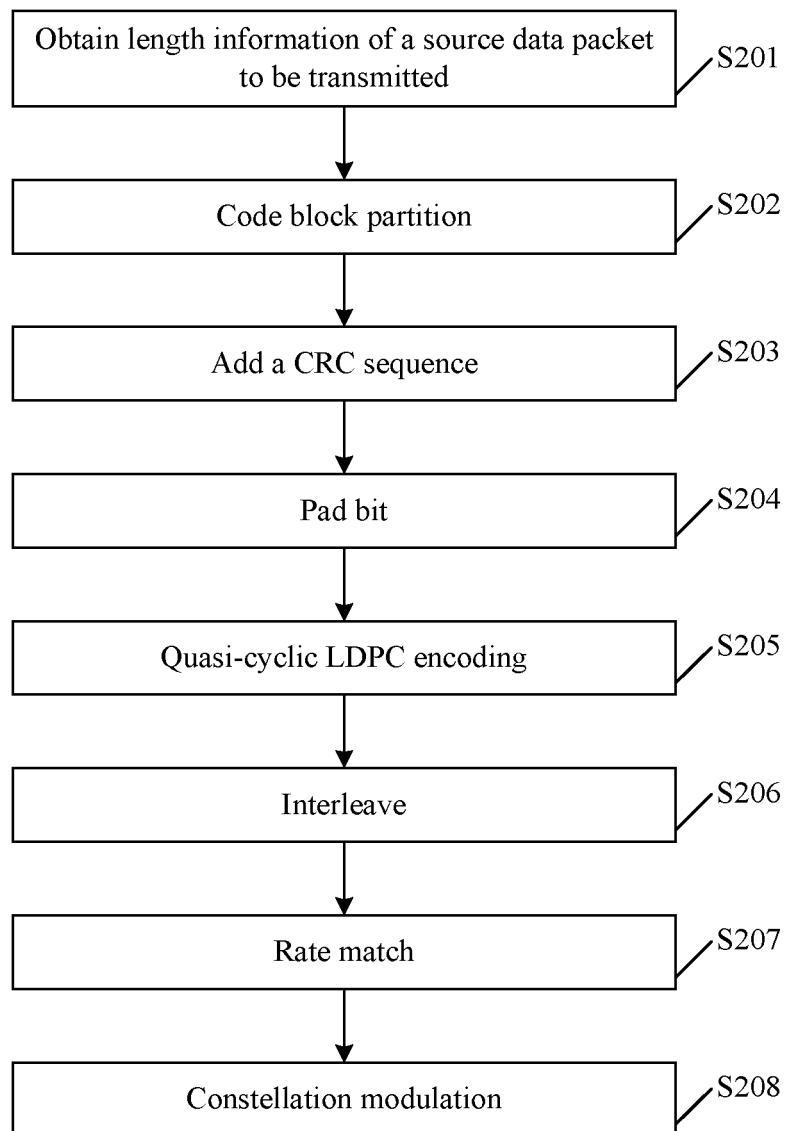 Obtain length information of a source data packet
to be transmitted
S201
Code block partition
S202
Add a CRC sequence
S203
Pad bit
S204
Quasi-cyclic LDPC encoding
S205
Interleave
S206
Rate match
S207
Constellation modulation
S208